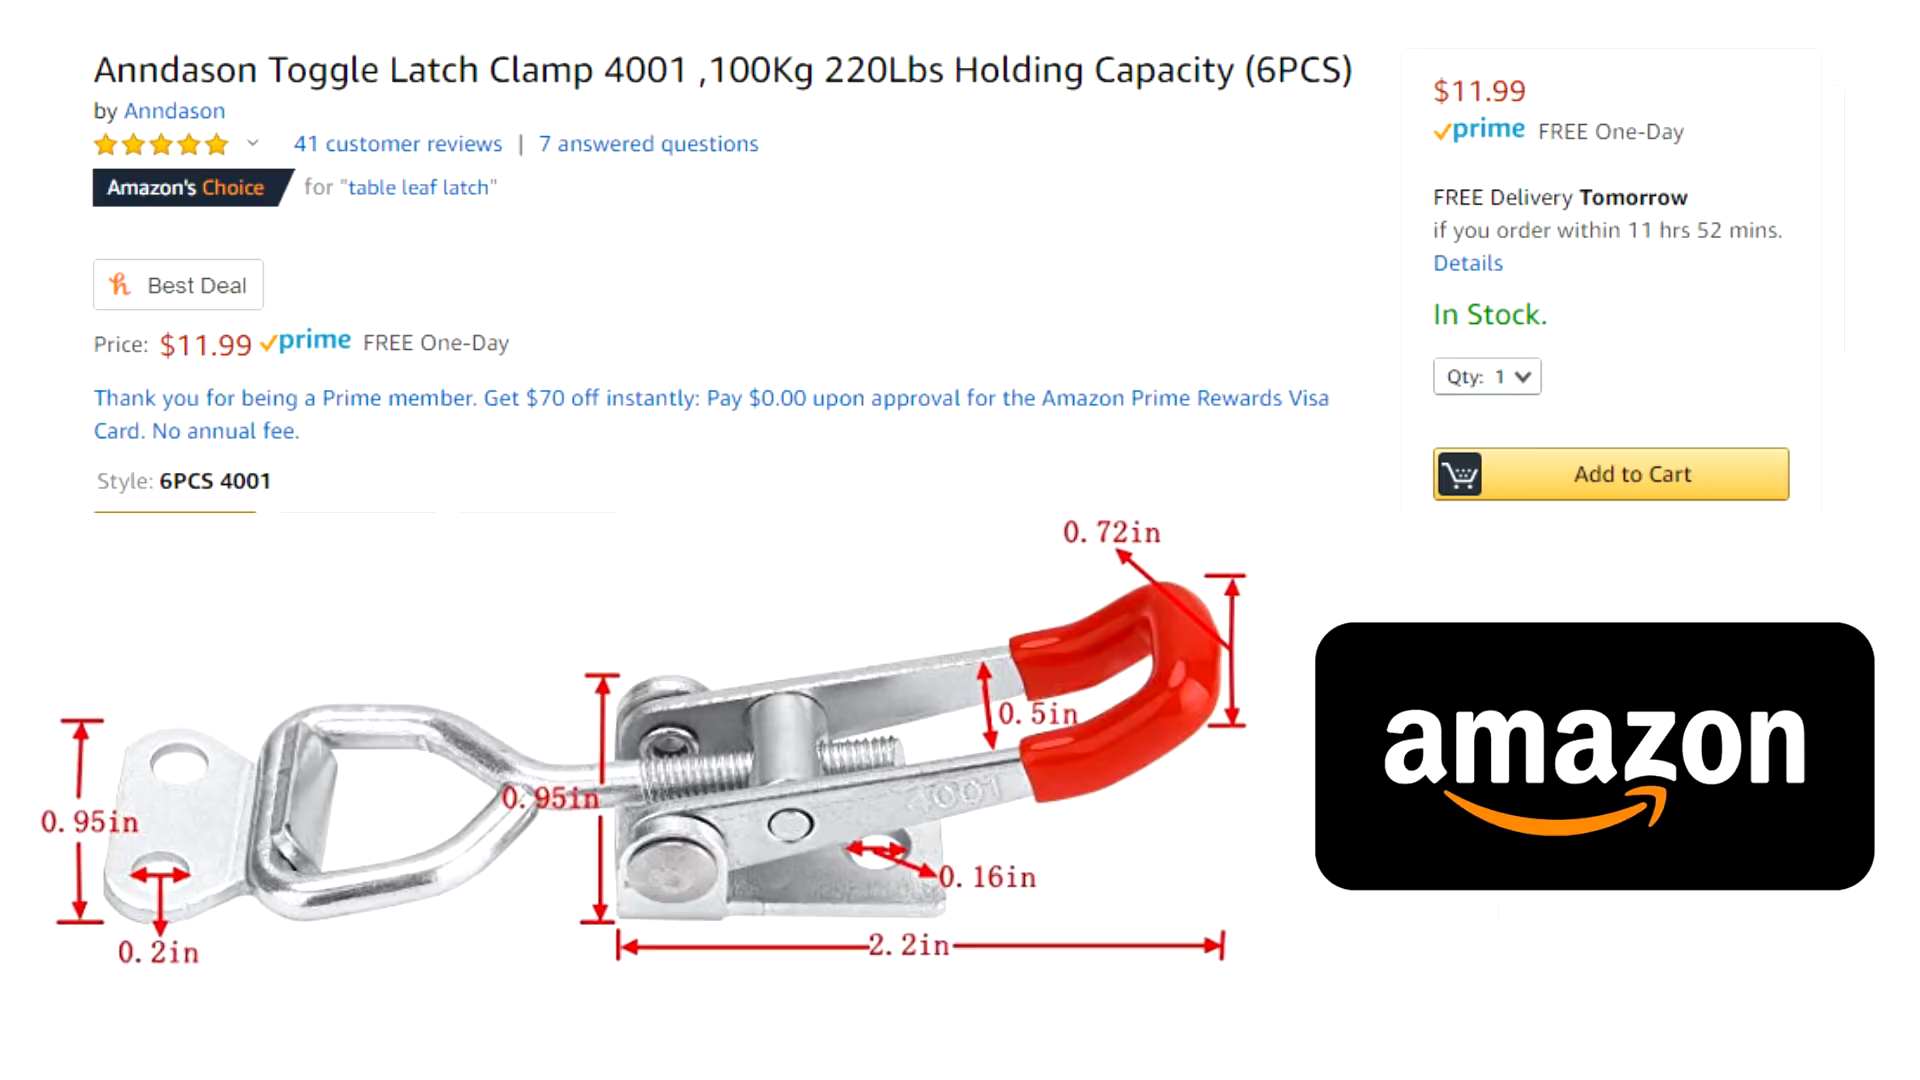 Anndason Toggle Latch Clamp 4001 ,100Kg 220Lbs Holding Capacity (6PCS)
by Anndason
41 customer reviews | 7 answered questions
Amazon's Choice for "table leaf latch"
h Best Deal
Price: $11.99 prime FREE One-Day
Thank you for being a Prime member. Get $70 off instantly: Pay $0.00 upon approval for the Amazon Prime Rewards Visa
Card. No annual fee.
Style: 6PCS 4001
$11.99
prime FREE One-Day
FREE Delivery Tomorrow
if you order within 11 hrs 52 mins.
Details
In Stock.
Qty: 1
Add to Cart
0.72in
0.5in
0.95in
0.95in
4001
0.16in
0.2in
2.2in
amazon